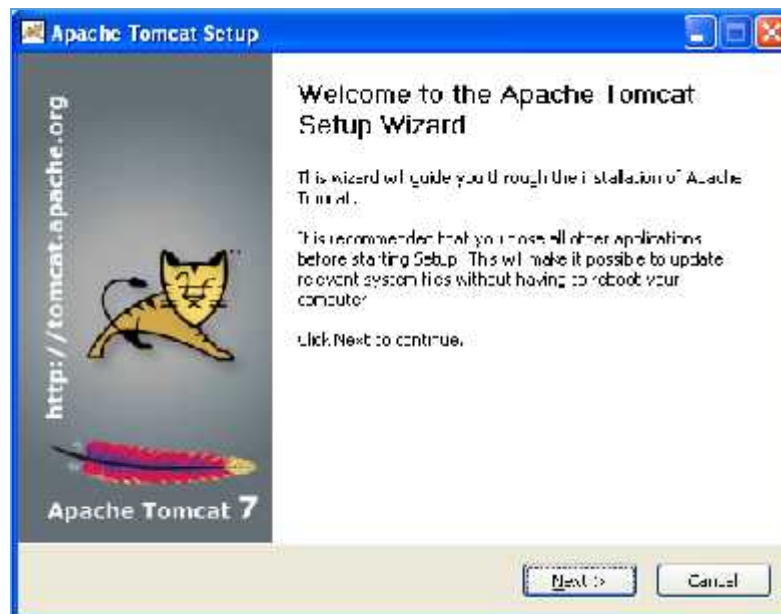 Apache Tomcat Setup
http://tomcat.apache.org
Apache Tomcat 7
Welcome to the Apache Tomcat
Setup Wizard
This wizard will guide you through the installation of Apache
Tomcat.
It is recommended that you close all other applications
before starting Setup. This will make it possible to update
relevant system files without having to reboot your
computer.
Click Next to continue.
Next >
Cancel